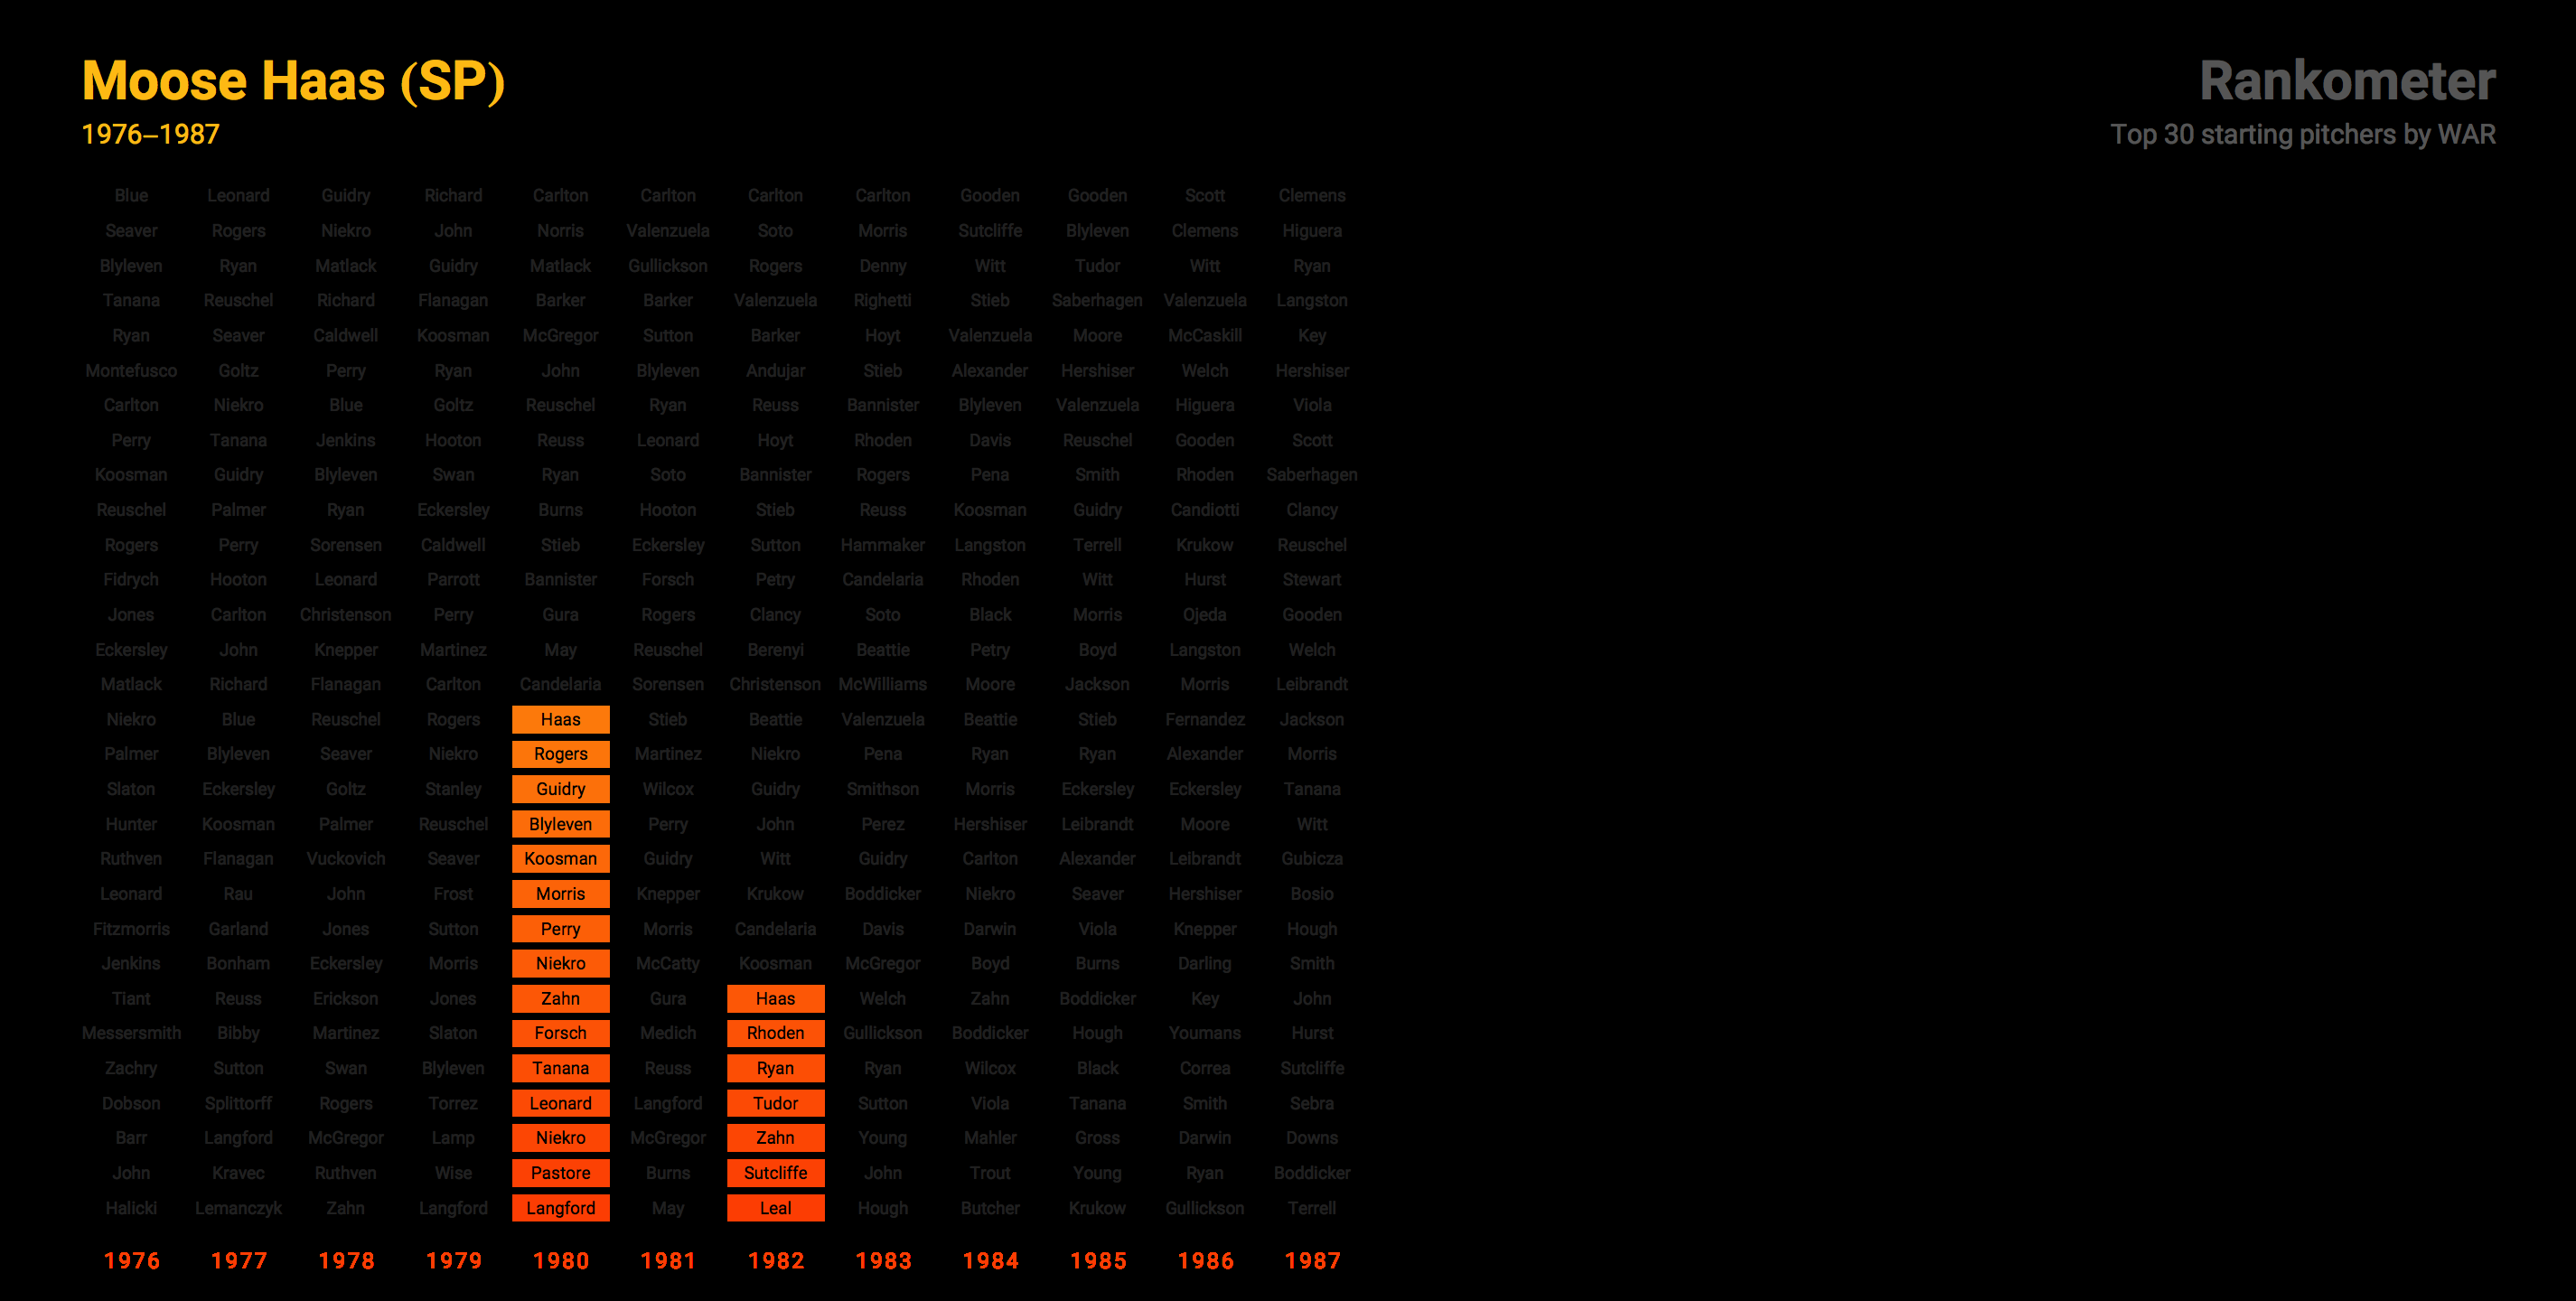 Moose Haas (SP)
1976–1987
Rankometer
Top 30 starting pitchers by WAR
Blue Leonard Guidry Richard Carlton Carlton Carlton Carlton Gooden Gooden Scott Clemens
Seaver Rogers Niekro John Norris Valenzuela Soto Morris Sutcliffe Blyleven Clemens Higuera
Blyleven Ryan Matlack Guidry Matlack Gullickson Rogers Denny Witt Tudor Witt Ryan
Tanana Reuschel Richard Flanagan Barker Barker Valenzuela Righetti Stieb Saberhagen Valenzuela Langston
Ryan Seaver Caldwell Koosman McGregor Sutton Barker Hoyt Valenzuela Moore McCaskill Key
Montefusco Goltz Perry Ryan John Blyleven Andujar Stieb Alexander Hershiser Welch Hershiser
Carlton Niekro Blue Goltz Reuschel Ryan Reuss Bannister Blyleven Valenzuela Higuera Viola
Perry Tanana Jenkins Hooton Reuss Leonard Hoyt Rhoden Davis Reuschel Gooden Scott
Koosman Guidry Blyleven Swan Ryan Soto Bannister Rogers Pena Smith Rhoden Saberhagen
Reuschel Palmer Ryan Eckersley Burns Hooton Stieb Reuss Koosman Guidry Candiotti Clancy
Rogers Perry Sorensen Caldwell Stieb Eckersley Sutton Hammaker Langston Terrell Krukow Reuschel
Fidrych Hooton Leonard Parrott Bannister Forsch Petry Candelaria Rhoden Witt Hurst Stewart
Jones Carlton Christenson Perry Gura Rogers Clancy Soto Black Morris Ojeda Gooden
Eckersley John Knepper Martinez May Reuschel Berenyi Beattie Petry Boyd Langston Welch
Matlack Richard Flanagan Carlton Candelaria Sorensen Christenson McWilliams Moore Jackson Morris Leibrandt
Niekro Blue Reuschel Rogers Haas Stieb Beattie Valenzuela Beattie Stieb Fernandez Jackson
Palmer Blyleven Seaver Niekro Rogers Martinez Niekro Pena Ryan Ryan Alexander Morris
Slaton Eckersley Goltz Stanley Guidry Wilcox Guidry Smithson Morris Eckersley Eckersley Tanana
Hunter Koosman Palmer Reuschel Blyleven Perry John Perez Hershiser Leibrandt Moore Witt
Ruthven Flanagan Vuckovich Seaver Koosman Guidry Witt Guidry Carlton Alexander Leibrandt Gubicza
Leonard Rau John Frost Morris Knepper Krukow Boddicker Niekro Seaver Hershiser Bosio
Fitzmorris Garland Jones Sutton Perry Morris Candelaria Davis Darwin Viola Knepper Hough
Jenkins Bonham Eckersley Morris Niekro McCatty Koosman McGregor Boyd Burns Darling Smith
Tiant Reuss Erickson Jones Zahn Gura Haas Welch Zahn Boddicker Key John
Messersmith Bibby Martinez Slaton Forsch Medich Rhoden Gullickson Boddicker Hough Youmans Hurst
Zachry Sutton Swan Blyleven Tanana Reuss Ryan Ryan Wilcox Black Correa Sutcliffe
Dobson Splittorff Rogers Torrez Leonard Langford Tudor Sutton Viola Tanana Smith Sebra
Barr Langford McGregor Lamp Niekro McGregor Zahn Young Mahler Gross Darwin Downs
John Kravec Ruthven Wise Pastore Burns Sutcliffe John Trout Young Ryan Boddicker
Halicki Lemanczyk Zahn Langford Langford May Leal Hough Butcher Krukow Gullickson Terrell
1976 1977 1978 1979 1980 1981 1982 1983 1984 1985 1986 1987